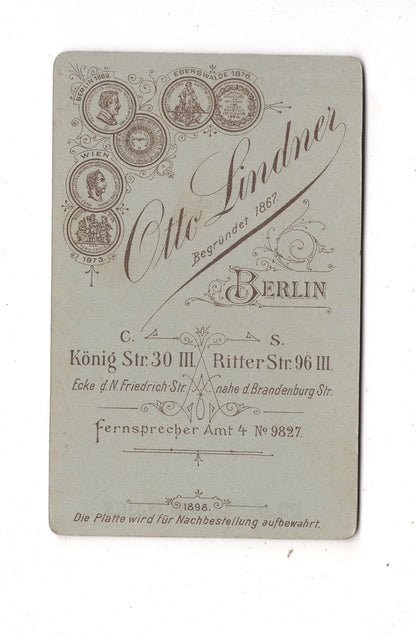 BERLIN 1889.
EBERSWALDE 1876.
WIEN
1873.
Otto Lindner
Begründet 1867.
BERLIN
C. S.
König Str. 30 III. Ritter Str. 96 III.
Ecke d. N. Friedrich-Str. nahe d. Brandenburg Str.
Fernsprecher Amt 4 No 9827.
1898.
Die Platte wird für Nachbestellung aufbewahrt.